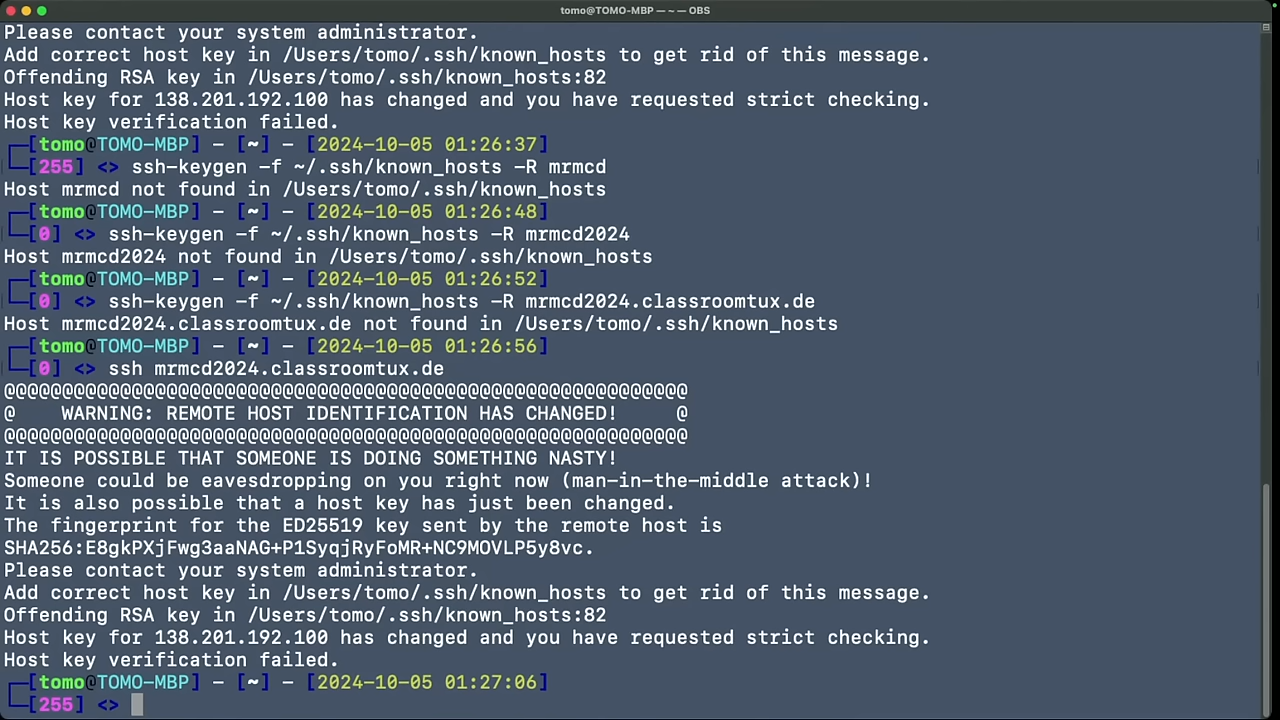 tomo@TOMO-MBP — ~ — OBS
Please contact your system administrator.
Add correct host key in /Users/tomo/.ssh/known_hosts to get rid of this message.
Offending RSA key in /Users/tomo/.ssh/known_hosts:82
Host key for 138.201.192.100 has changed and you have requested strict checking.
Host key verification failed.
┌─[tomo@TOMO-MBP] - [~] - [2024-10-05 01:26:37]
└─[255] <> ssh-keygen -f ~/.ssh/known_hosts -R mrmcd
Host mrmcd not found in /Users/tomo/.ssh/known_hosts
┌─[tomo@TOMO-MBP] - [~] - [2024-10-05 01:26:48]
└─[0] <> ssh-keygen -f ~/.ssh/known_hosts -R mrmcd2024
Host mrmcd2024 not found in /Users/tomo/.ssh/known_hosts
┌─[tomo@TOMO-MBP] - [~] - [2024-10-05 01:26:52]
└─[0] <> ssh-keygen -f ~/.ssh/known_hosts -R mrmcd2024.classroomtux.de
Host mrmcd2024.classroomtux.de not found in /Users/tomo/.ssh/known_hosts
┌─[tomo@TOMO-MBP] - [~] - [2024-10-05 01:26:56]
└─[0] <> ssh mrmcd2024.classroomtux.de
@@@@@@@@@@@@@@@@@@@@@@@@@@@@@@@@@@@@@@@@@@@@@@@@@@@@@@@@@@@
@    WARNING: REMOTE HOST IDENTIFICATION HAS CHANGED!     @
@@@@@@@@@@@@@@@@@@@@@@@@@@@@@@@@@@@@@@@@@@@@@@@@@@@@@@@@@@@
IT IS POSSIBLE THAT SOMEONE IS DOING SOMETHING NASTY!
Someone could be eavesdropping on you right now (man-in-the-middle attack)!
It is also possible that a host key has just been changed.
The fingerprint for the ED25519 key sent by the remote host is
SHA256:E8gkPXjFwg3aaNAG+P1SyqjRyFoMR+NC9MOVLP5y8vc.
Please contact your system administrator.
Add correct host key in /Users/tomo/.ssh/known_hosts to get rid of this message.
Offending RSA key in /Users/tomo/.ssh/known_hosts:82
Host key for 138.201.192.100 has changed and you have requested strict checking.
Host key verification failed.
┌─[tomo@TOMO-MBP] - [~] - [2024-10-05 01:27:06]
└─[255] <>